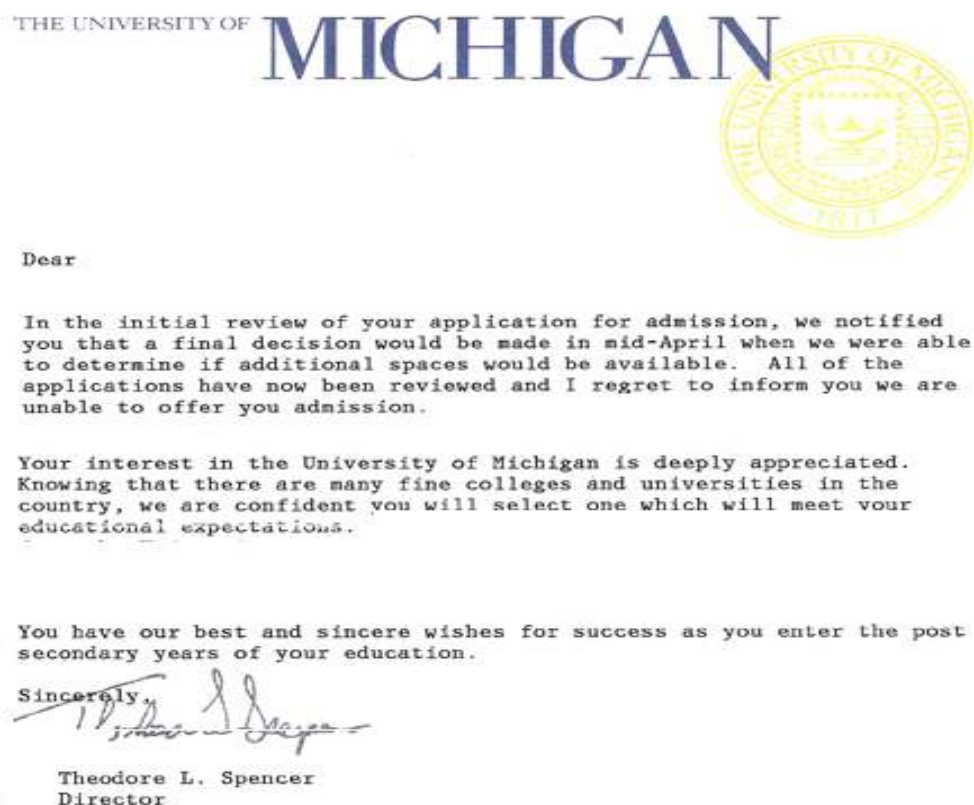 THE UNIVERSITY OF MICHIGAN
THE UNIVERSITY OF MICHIGAN
1817
Dear
In the initial review of your application for admission, we notified
you that a final decision would be made in mid-April when we were able
to determine if additional spaces would be available. All of the
applications have now been reviewed and I regret to inform you we are
unable to offer you admission.
Your interest in the University of Michigan is deeply appreciated.
Knowing that there are many fine colleges and universities in the
country, we are confident you will select one which will meet your
educational expectations.
You have our best and sincere wishes for success as you enter the post
secondary years of your education.
Sincerely,
Theodore L. Spencer
Director